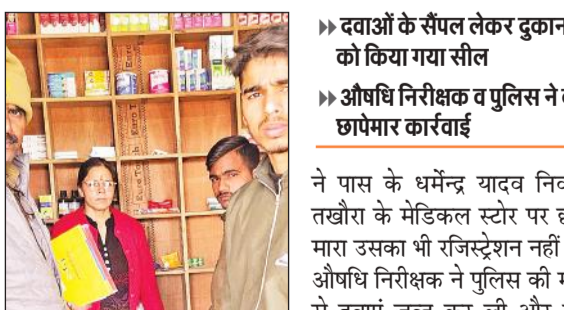 दवाओं के सैंपल लेकर दुकान
को किया गया सील
औषधि निरीक्षक व पुलिस ने
छापेमार कार्रवाई
ने पास के धर्मेन्द्र यादव
तखौरा के मेडिकल स्टोर पर
मारा उसका भी रजिस्ट्रेशन नहीं
औषधि निरीक्षक ने पुलिस की